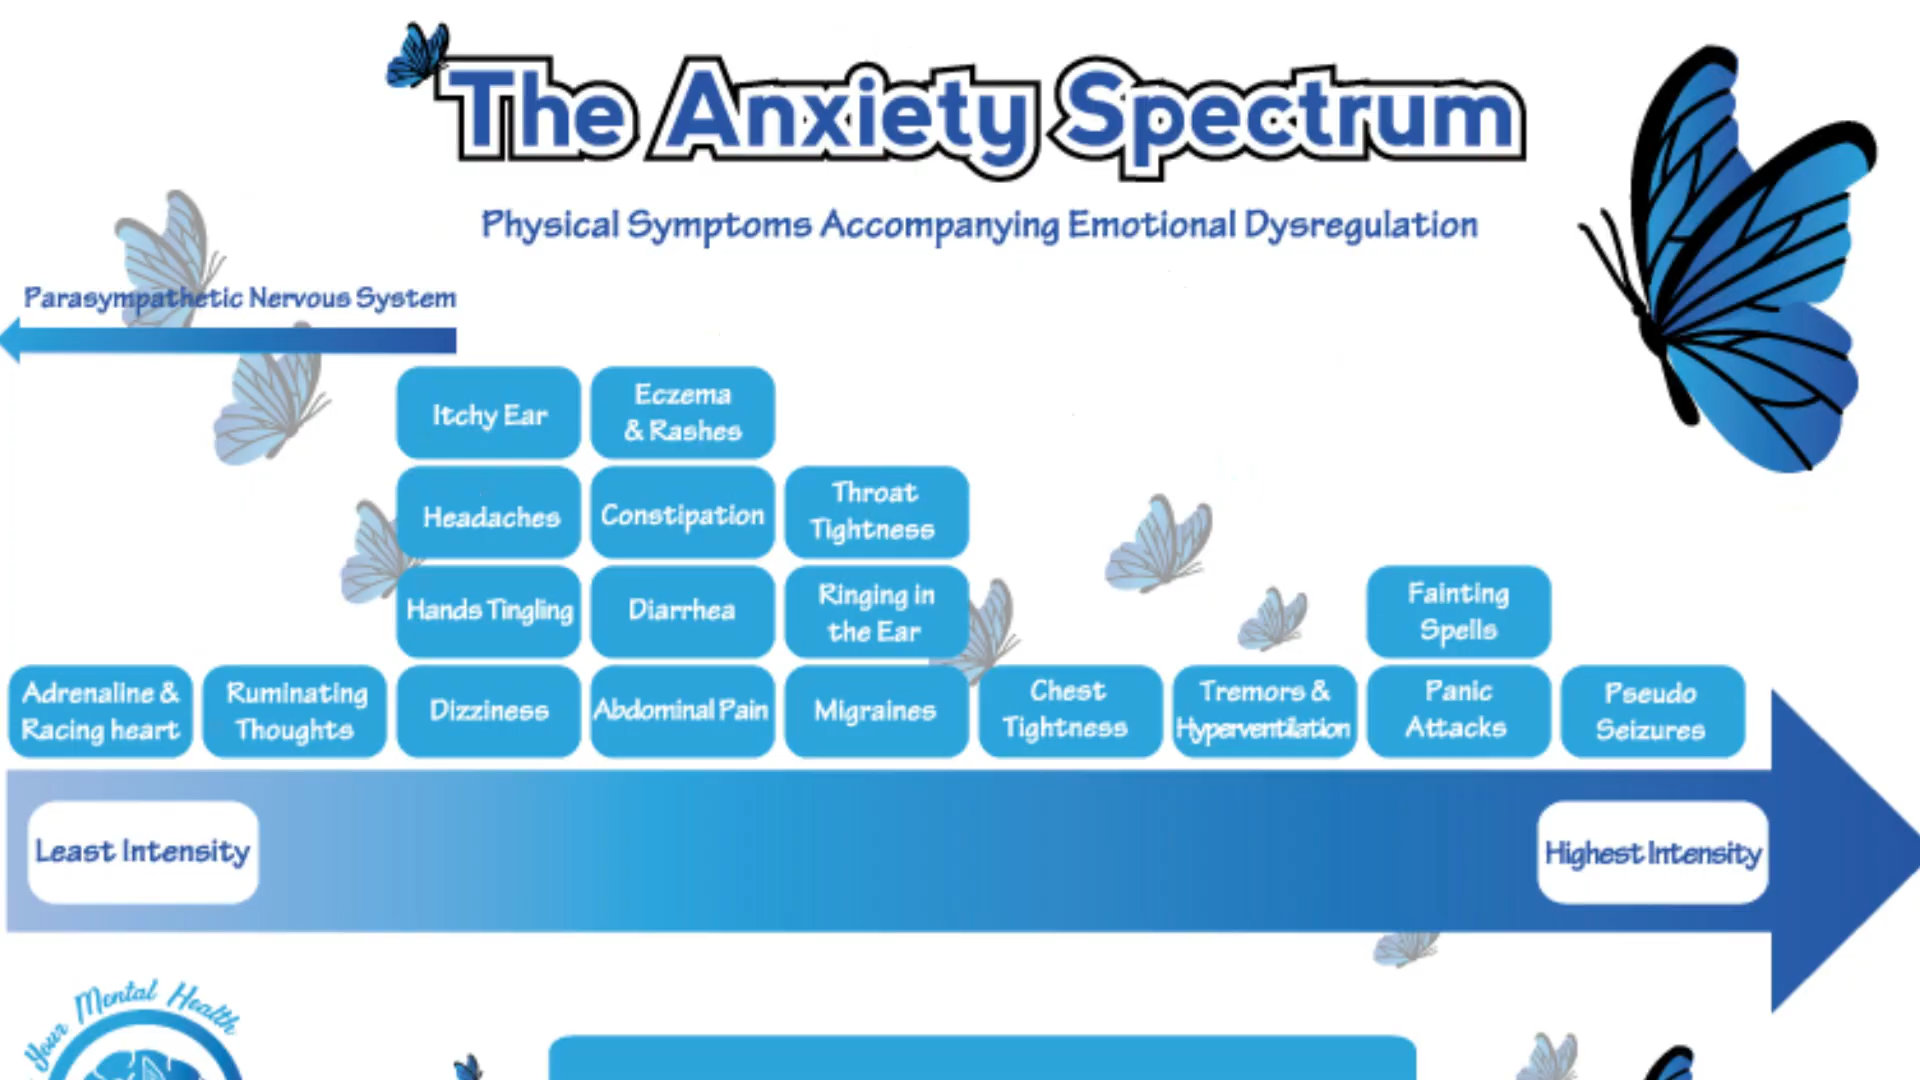 The Anxiety Spectrum
Physical Symptoms Accompanying Emotional Dysregulation
Parasympathetic Nervous System
Itchy Ear
Eczema
& Rashes
Headaches
Constipation
Throat
Tightness
Hands Tingling
Diarrhea
Ringing in
the Ear
Fainting
Spells
Adrenaline &
Racing heart
Ruminating
Thoughts
Dizziness
Abdominal Pain
Migraines
Chest
Tightness
Tremors &
Hyperventilation
Panic
Attacks
Pseudo
Seizures
Least Intensity
Highest Intensity
Your Mental Health